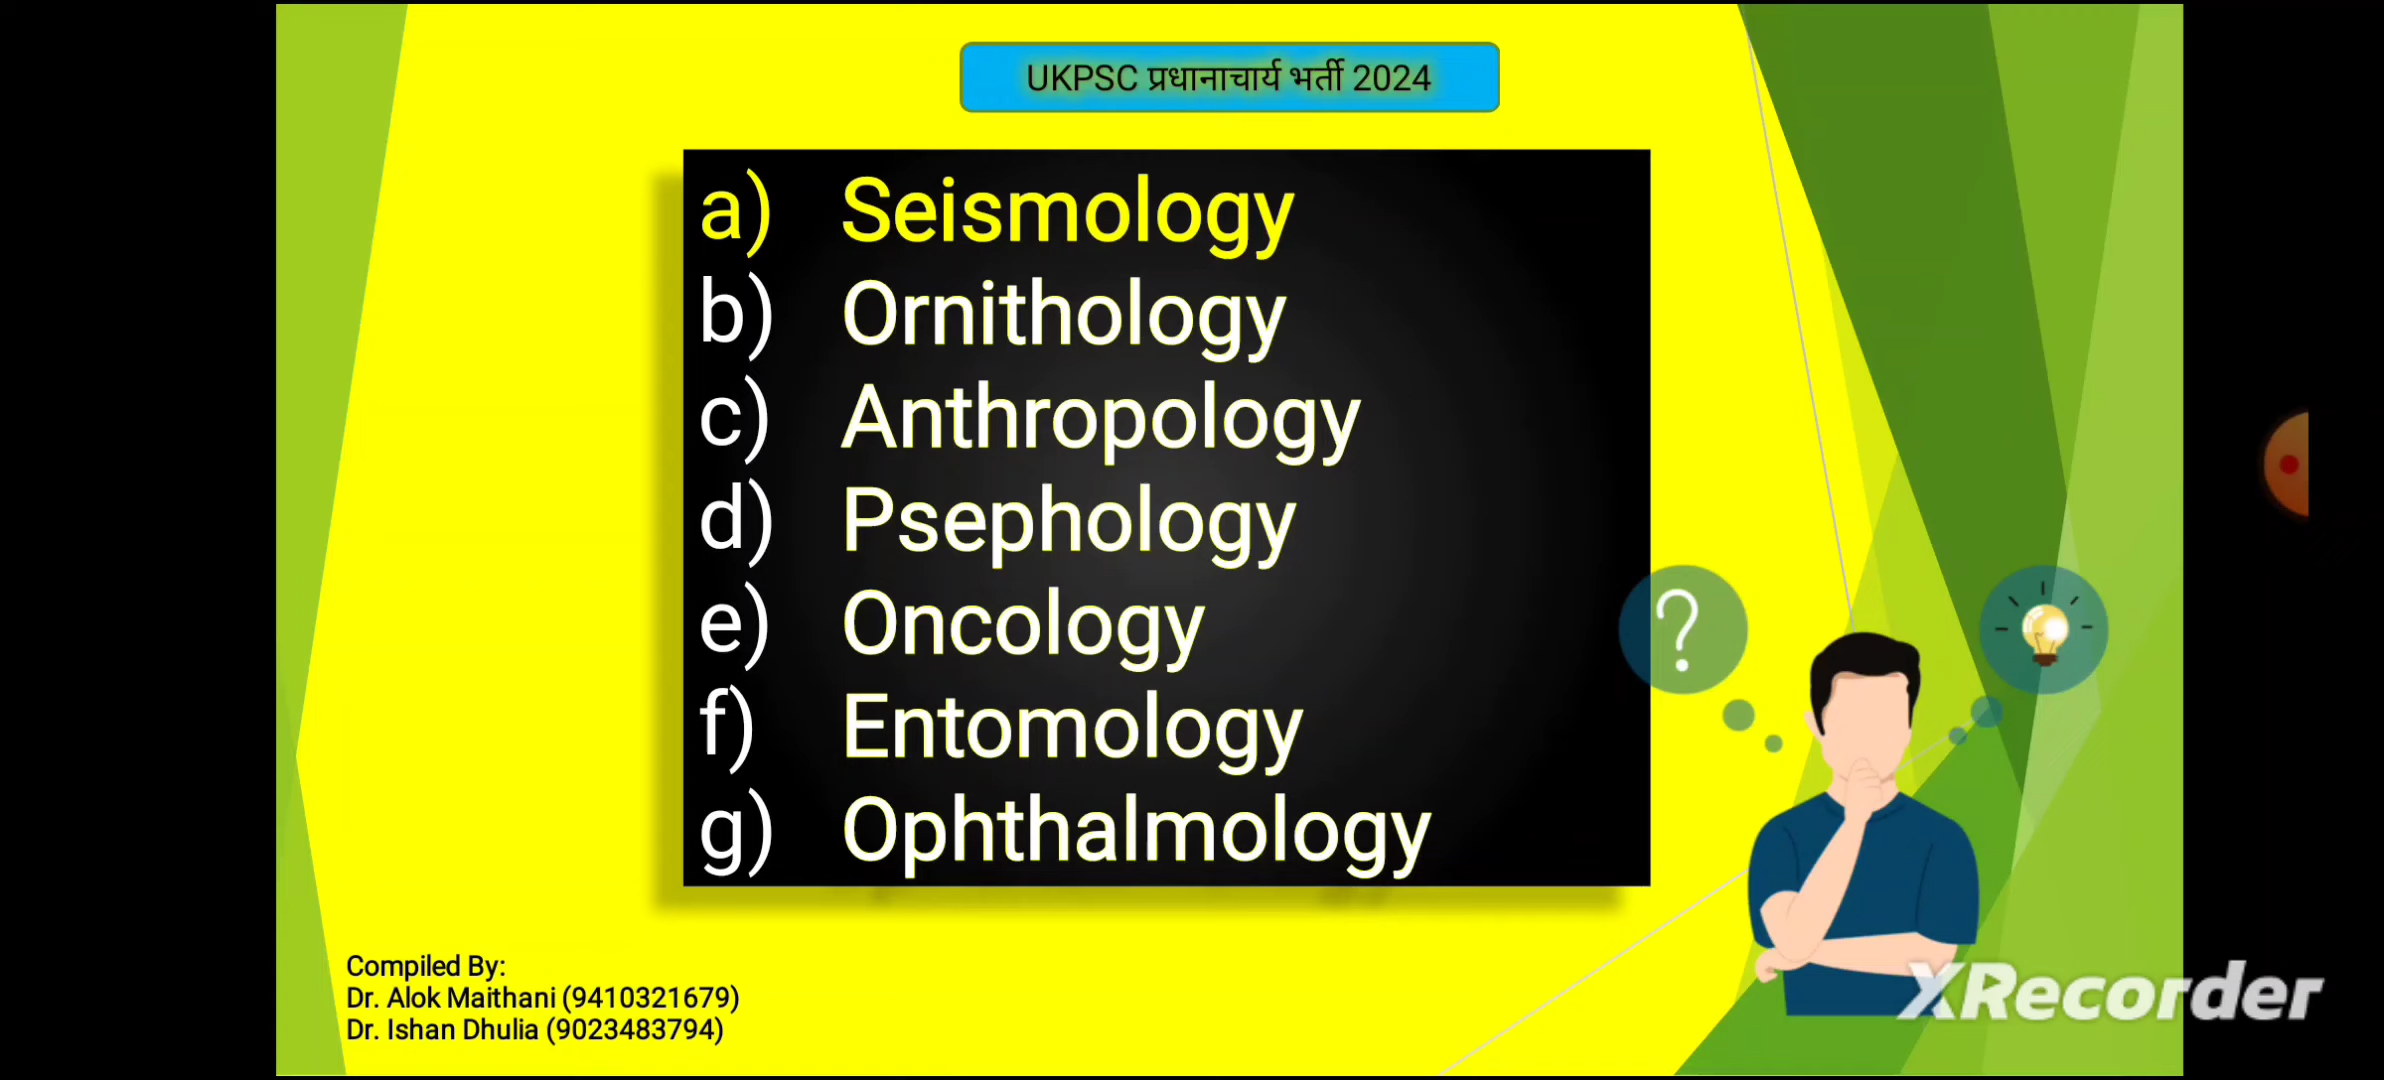 UKPSC प्रधानाचार्य भर्ती 2024
a) Seismology
b) Ornithology
c) Anthropology
d) Psephology
e) Oncology
f) Entomology
g) Ophthalmology
?
Compiled By:
Dr. Alok Maithani (9410321679)
Dr. Ishan Dhulia (9023483794)
XRecorder